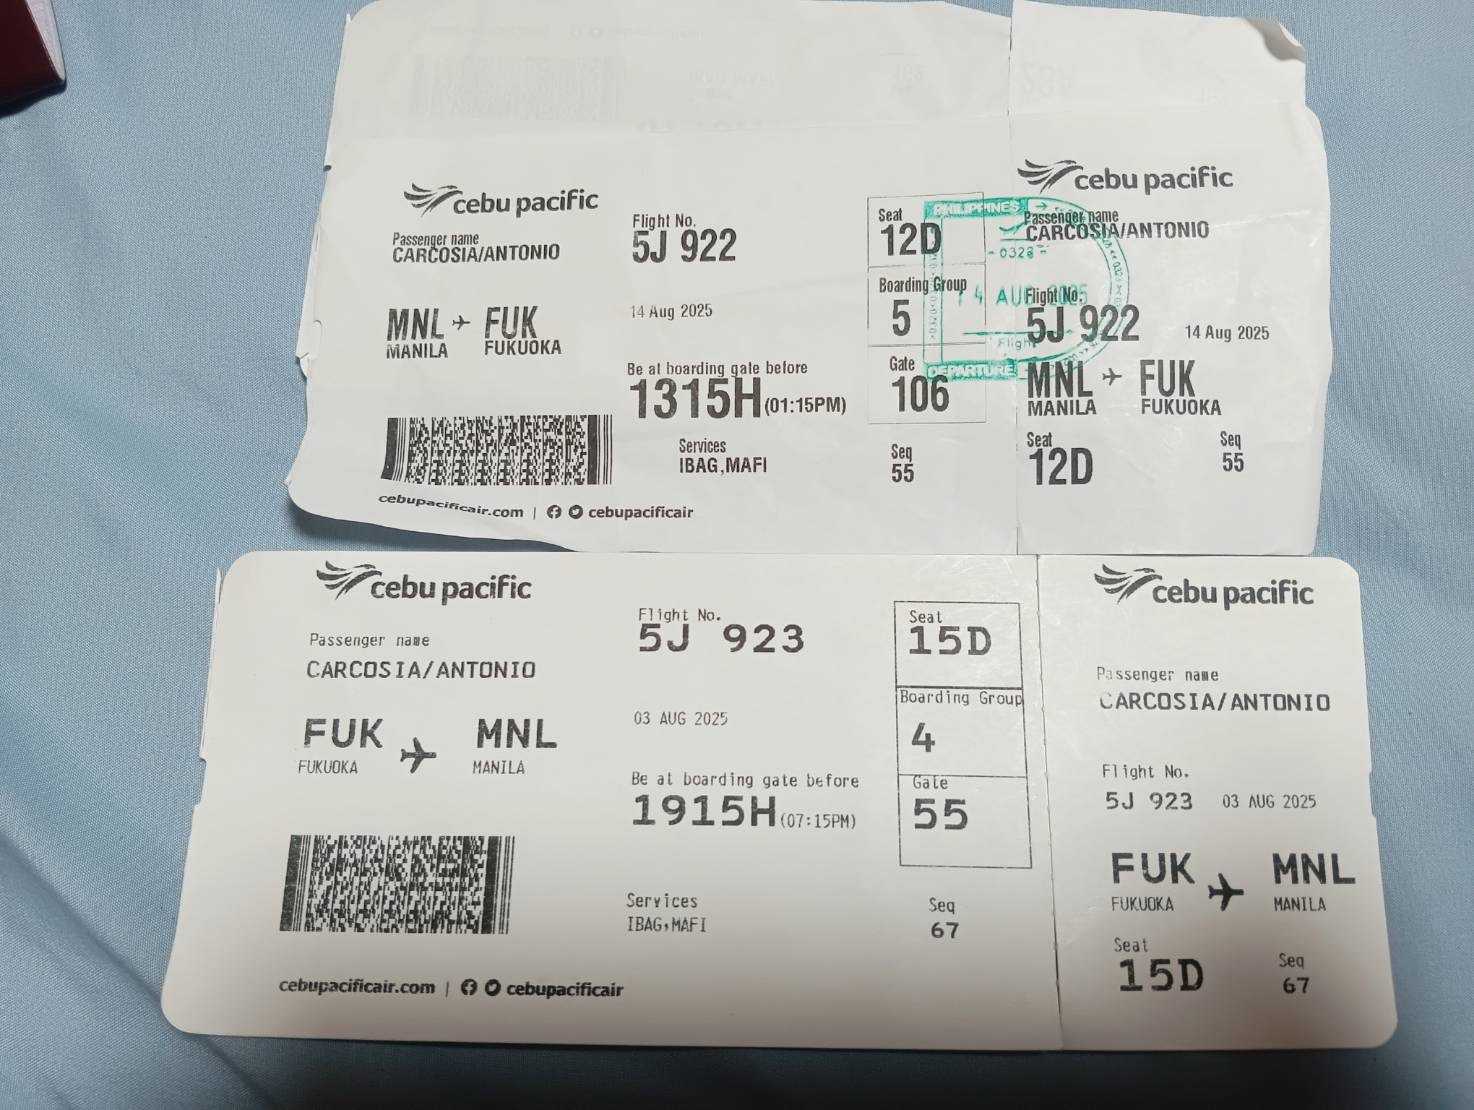 cebu pacific
Passenger name
CARCOSIA/ANTONIO
MNL FUK
MANILA FUKUOKA
cebupacificair.com | cebupacificair
Flight No.
5J 922
14 Aug 2025
Be at boarding gate before
1315H (01:15PM)
Services
IBAG,MAFI
Seat
12D
Boarding Group
5
Gate
106
Seq
55
PHILIPPINES
-0328-
14 AUG 2025
Flight
DEPARTURE
cebu pacific
Passenger name
CARCOSIA/ANTONIO
Flight No.
5J 922 14 Aug 2025
MNL FUK
MANILA FUKUOKA
Seat Seq
12D 55
cebu pacific
Passenger name
CARCOSIA/ANTONIO
FUK MNL
FUKUOKA MANILA
cebupacificair.com | cebupacificair
Flight No.
5J 923
03 AUG 2025
Be at boarding gate before
1915H (07:15PM)
Services
IBAG,MAFI
Seat
15D
Boarding Group
4
Gate
55
Seq
67
cebu pacific
Passenger name
CARCOSIA/ANTONIO
Flight No.
5J 923 03 AUG 2025
FUK MNL
FUKUOKA MANILA
Seat Seq
15D 67